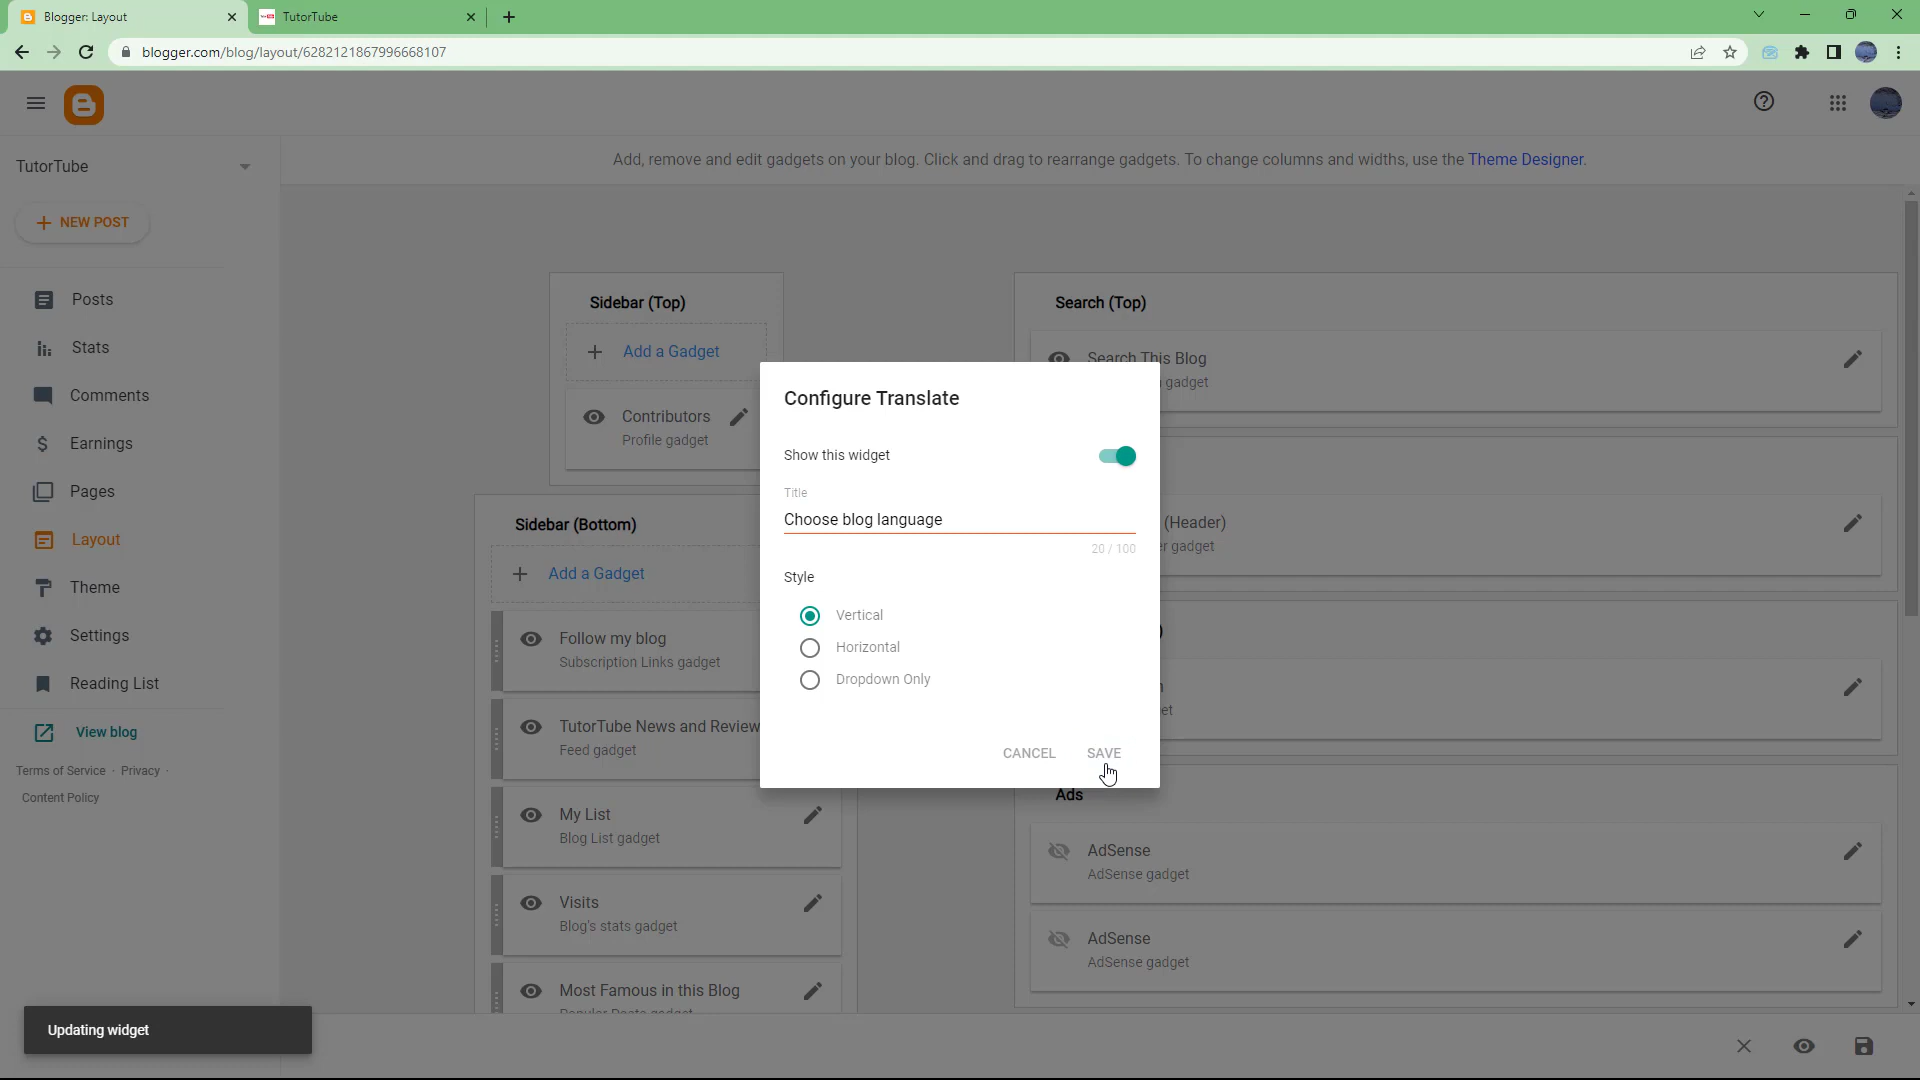 Blogger: Layout
TutorTube
blogger.com/blog/layout/6282121867996668107
TutorTube
NEW POST
Posts
Stats
Comments
Earnings
Pages
Layout
Theme
Settings
Reading List
View blog
Terms of Service · Privacy ·
Content Policy
Updating widget
Add, remove and edit gadgets on your blog. Click and drag to rearrange gadgets. To change columns and widths, use the Theme Designer.
Sidebar (Top)
Add a Gadget
Contributors
Profile gadget
Sidebar (Bottom)
Add a Gadget
Follow my blog
Subscription Links gadget
TutorTube News and Review
Feed gadget
My List
Blog List gadget
Visits
Blog's stats gadget
Most Famous in this Blog
Popular Posts gadget
Configure Translate
Show this widget
Title
Choose blog language
20 / 100
Style
Vertical
Horizontal
Dropdown Only
CANCEL
SAVE
Search (Top)
Search This Blog
gadget
(Header)
gadget
Ads
AdSense
AdSense gadget
AdSense
AdSense gadget